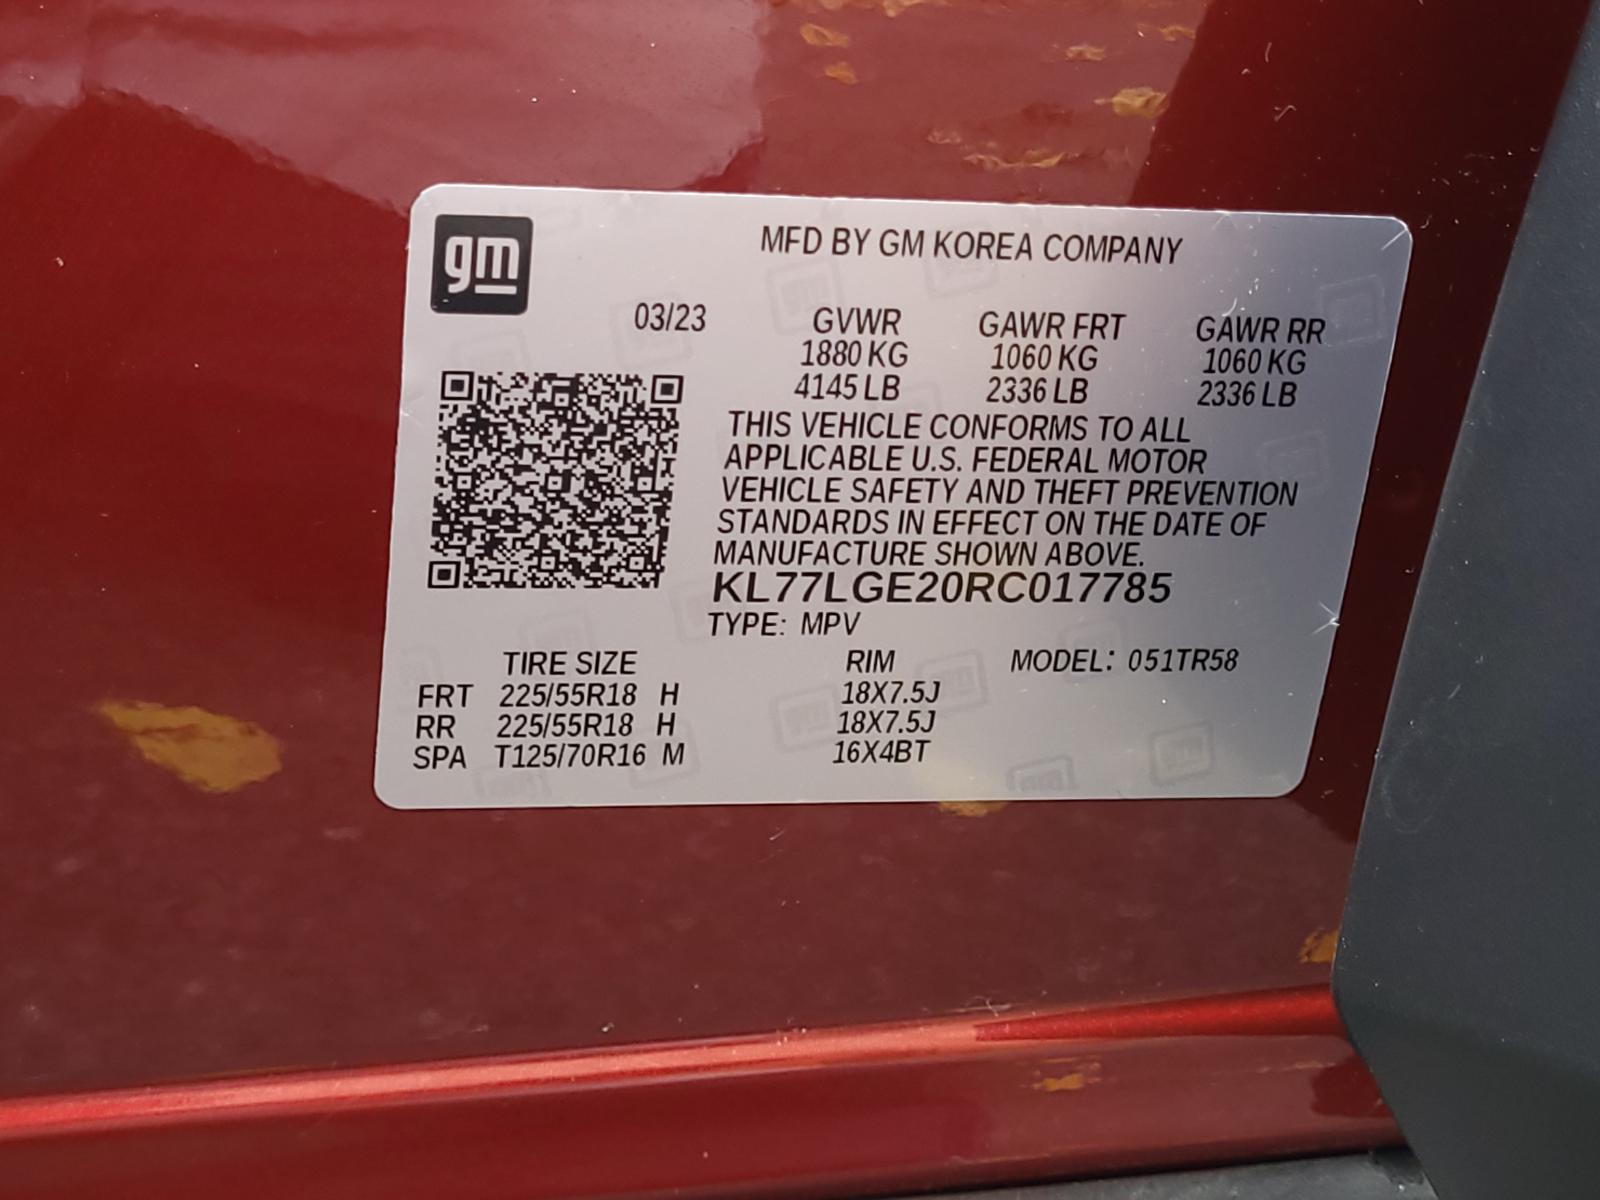 gm
MFD BY GM KOREA COMPANY
03/23 GVWR GAWR FRT GAWR RR
1880 KG 1060 KG 1060 KG
4145 LB 2336 LB 2336 LB
THIS VEHICLE CONFORMS TO ALL
APPLICABLE U.S. FEDERAL MOTOR
VEHICLE SAFETY AND THEFT PREVENTION
STANDARDS IN EFFECT ON THE DATE OF
MANUFACTURE SHOWN ABOVE.
KL77LGE20RC017785
TYPE: MPV
TIRE SIZE RIM MODEL: 051TR58
FRT 225/55R18 H 18X7.5J
RR 225/55R18 H 18X7.5J
SPA T125/70R16 M 16X4BT